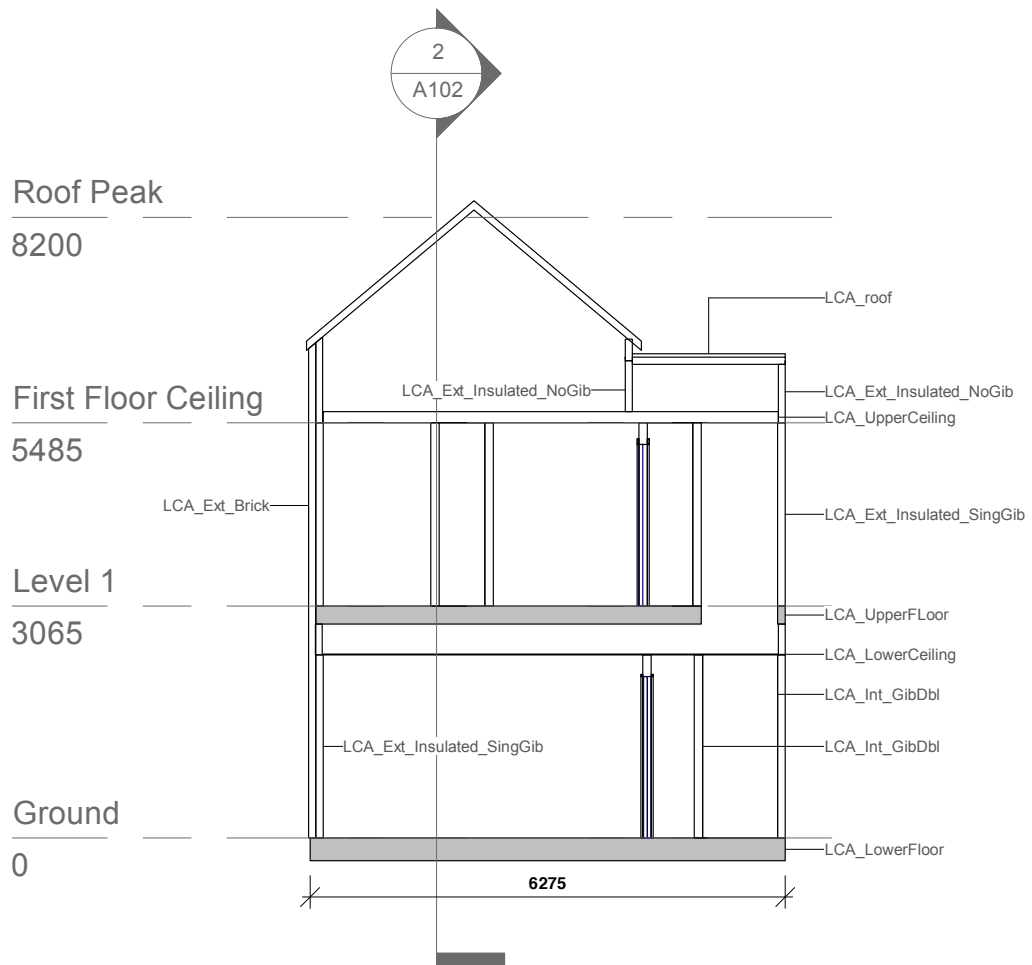 2
A102
Roof Peak
8200
LCA_roof
First Floor Ceiling
5485
LCA_Ext_Insulated_NoGib
LCA_Ext_Insulated_NoGib
LCA_UpperCeiling
LCA_Ext_Brick
LCA_Ext_Insulated_SingGib
Level 1
3065
LCA_UpperFLoor
LCA_LowerCeiling
LCA_Int_GibDbl
LCA_Ext_Insulated_SingGib
LCA_Int_GibDbl
Ground
0
LCA_LowerFloor
6275